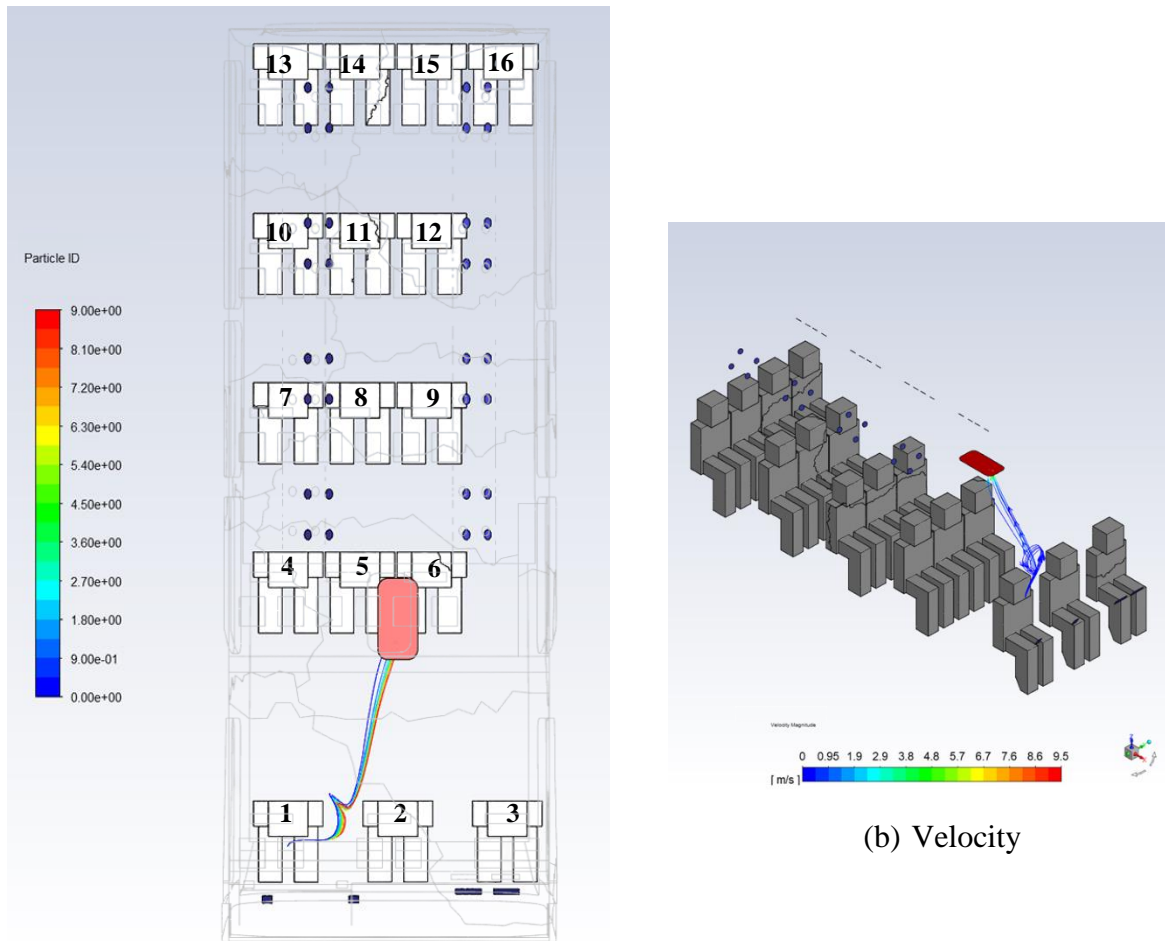 13 14 15 16
10 11 12
Particle ID
9.00e+00
8.10e+00
7.20e+00
6.30e+00
5.40e+00
4.50e+00
3.60e+00
2.70e+00
1.80e+00
9.00e-01
0.00e+00
7 8 9
4 5 6
1 2 3
Velocity Magnitude
0 0.95 1.9 2.9 3.8 4.8 5.7 6.7 7.6 8.6 9.5
[ m/s ]
(b) Velocity